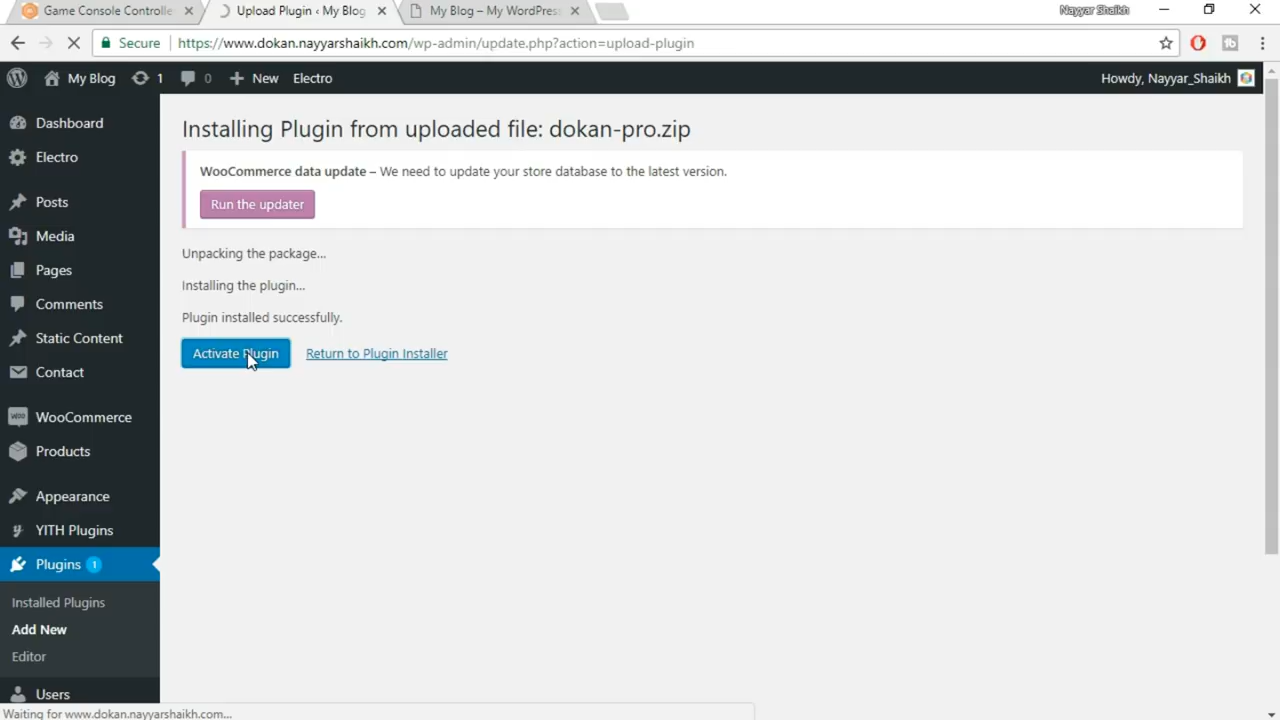 Game Console Controlle
Upload Plugin ‹ My Blog
My Blog – My WordPress
Nayyar Shaikh
Secure
https://www.dokan.nayyarshaikh.com/wp-admin/update.php?action=upload-plugin
My Blog
1
0
New
Electro
Howdy, Nayyar_Shaikh
Dashboard
Electro
Posts
Media
Pages
Comments
Static Content
Contact
WooCommerce
Products
Appearance
YITH Plugins
Plugins 1
Installed Plugins
Add New
Editor
Users
Installing Plugin from uploaded file: dokan-pro.zip
WooCommerce data update – We need to update your store database to the latest version.
Run the updater
Unpacking the package...
Installing the plugin...
Plugin installed successfully.
Activate Plugin
Return to Plugin Installer
Waiting for www.dokan.nayyarshaikh.com...